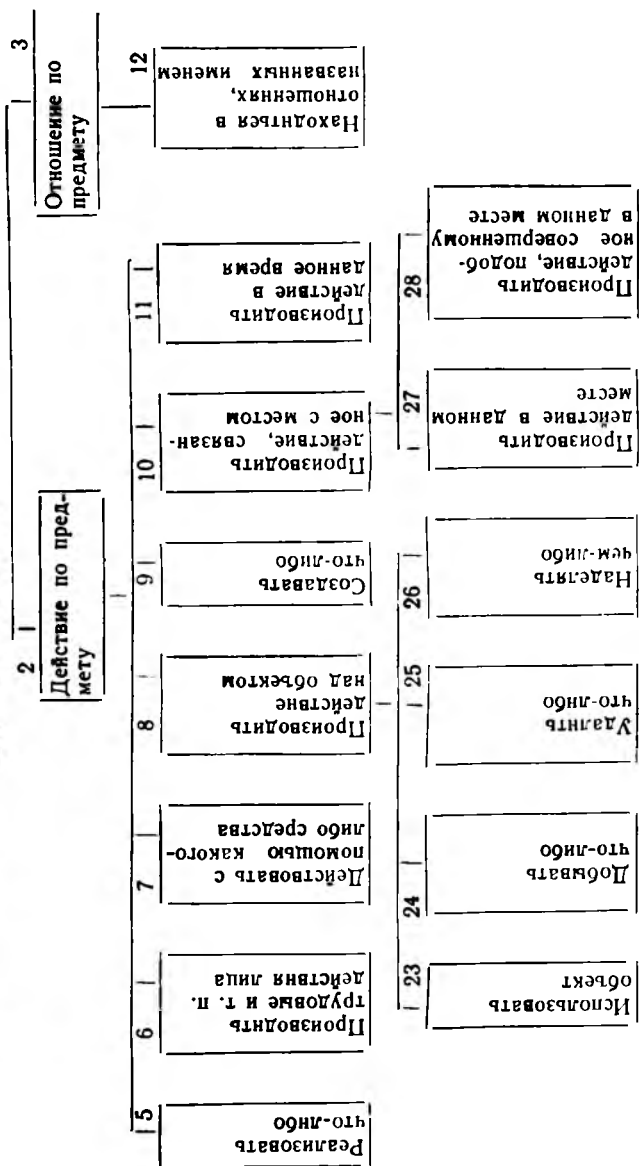 2
Действие по пред-
мету
3
Отношение по
предмету
5
Реализовать
что-либо
6
Производить
трудовые и т. п.
действия лица
7
Действовать с
помощью какого-
либо средства
8
Производить
действие
над объектом
9
Создавать
что-либо
10
Производить
действие, связан-
ное с местом
11
Производить
действие в
данное время
12
Находиться в
отношениях,
названных именем
23
Использовать
объект
24
Добывать
что-либо
25
Удалить
что-либо
26
Наделять
чем-либо
27
Производить
действие в данном
месте
28
Производить
действие, подоб-
ное совершенному
в данном месте